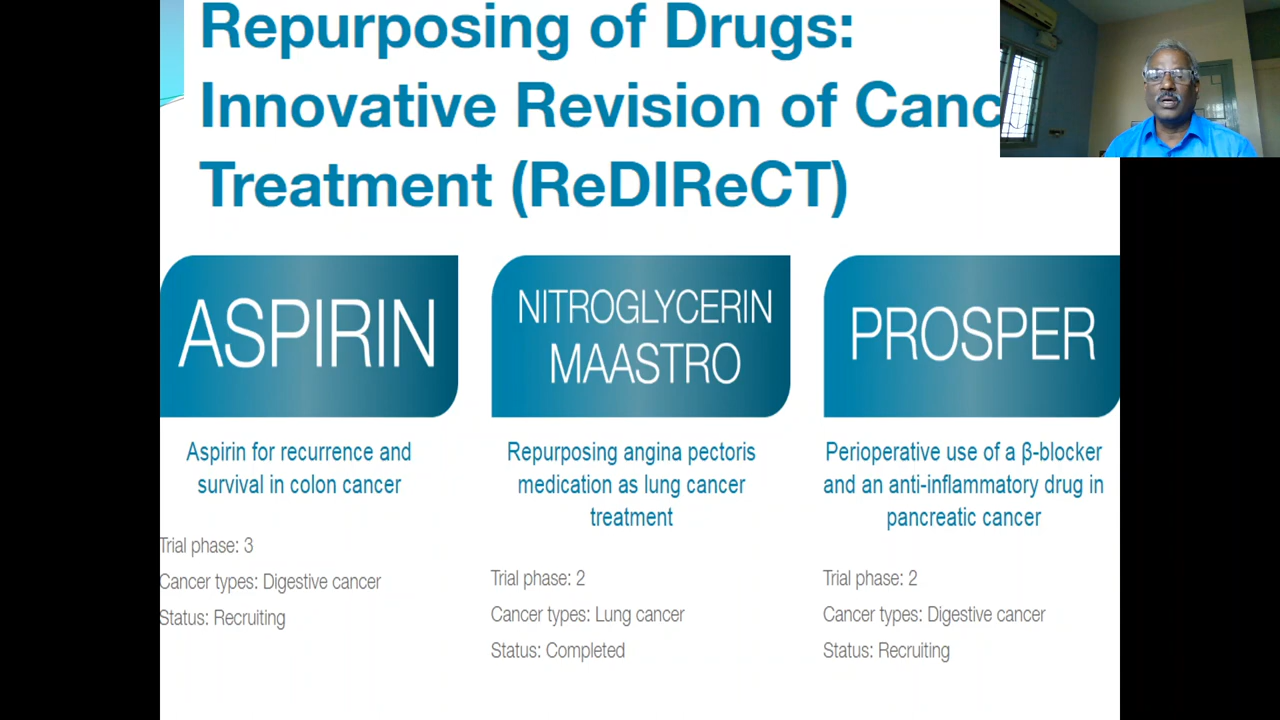 Repurposing of Drugs:
Innovative Revision of Canc
Treatment (ReDIReCT)
ASPIRIN
Aspirin for recurrence and
survival in colon cancer
Trial phase: 3
Cancer types: Digestive cancer
Status: Recruiting
NITROGLYCERIN
MAASTRO
Repurposing angina pectoris
medication as lung cancer
treatment
Trial phase: 2
Cancer types: Lung cancer
Status: Completed
PROSPER
Perioperative use of a β-blocker
and an anti-inflammatory drug in
pancreatic cancer
Trial phase: 2
Cancer types: Digestive cancer
Status: Recruiting